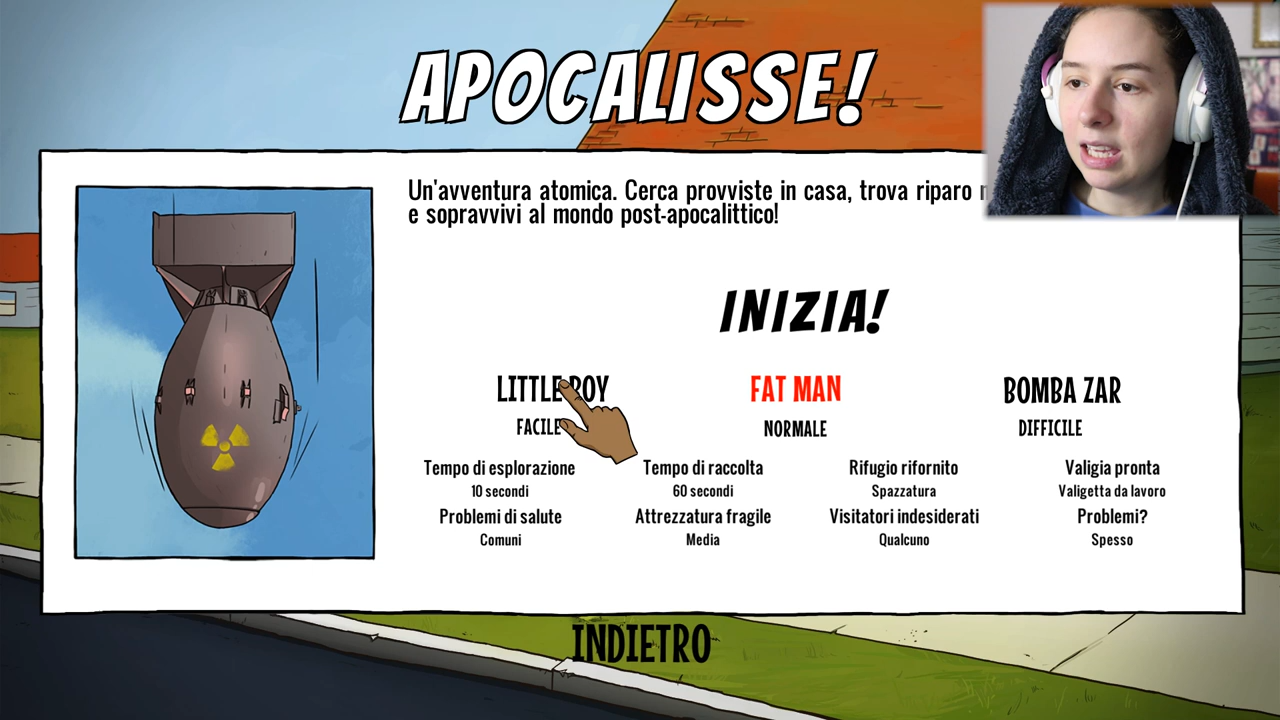 APOCALISSE!
Un'avventura atomica. Cerca provviste in casa, trova riparo
e sopravvivi al mondo post-apocalittico!
INIZIA!
LITTLE BOY FAT MAN BOMBA ZAR
FACILE NORMALE DIFFICILE
Tempo di esplorazione Tempo di raccolta Rifugio rifornito Valigia pronta
10 secondi 60 secondi Spazzatura Valigetta da lavoro
Problemi di salute Attrezzatura fragile Visitatori indesiderati Problemi?
Comuni Media Qualcuno Spesso
INDIETRO